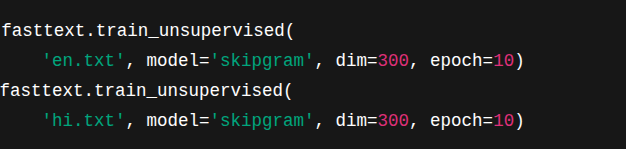 fasttext.train_unsupervised(
    'en.txt', model='skipgram', dim=300, epoch=10)
fasttext.train_unsupervised(
    'hi.txt', model='skipgram', dim=300, epoch=10)